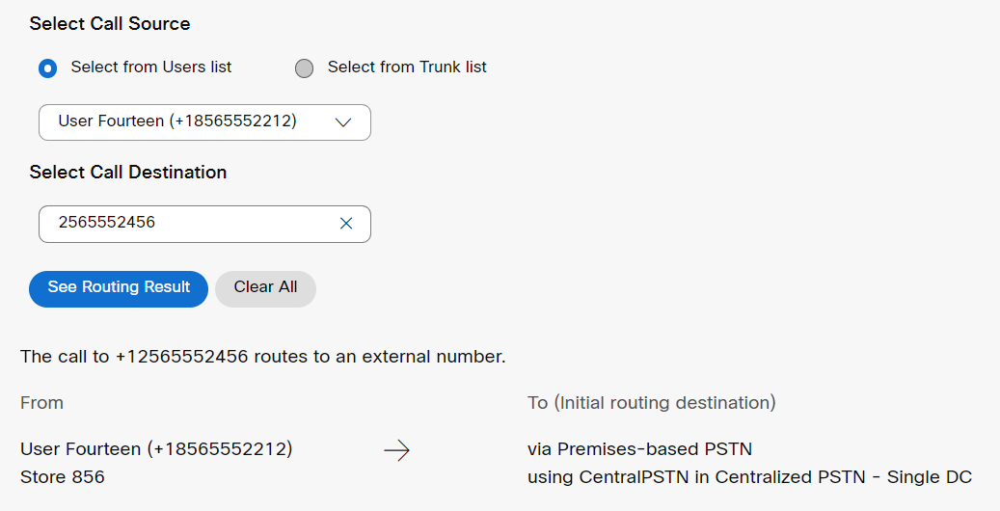 Select Call Source
Select from Users list Select from Trunk list
User Fourteen (+18565552212)
Select Call Destination
2565552456
See Routing Result Clear All
The call to +12565552456 routes to an external number.
From To (Initial routing destination)
User Fourteen (+18565552212) via Premises-based PSTN
Store 856 using CentralPSTN in Centralized PSTN - Single DC